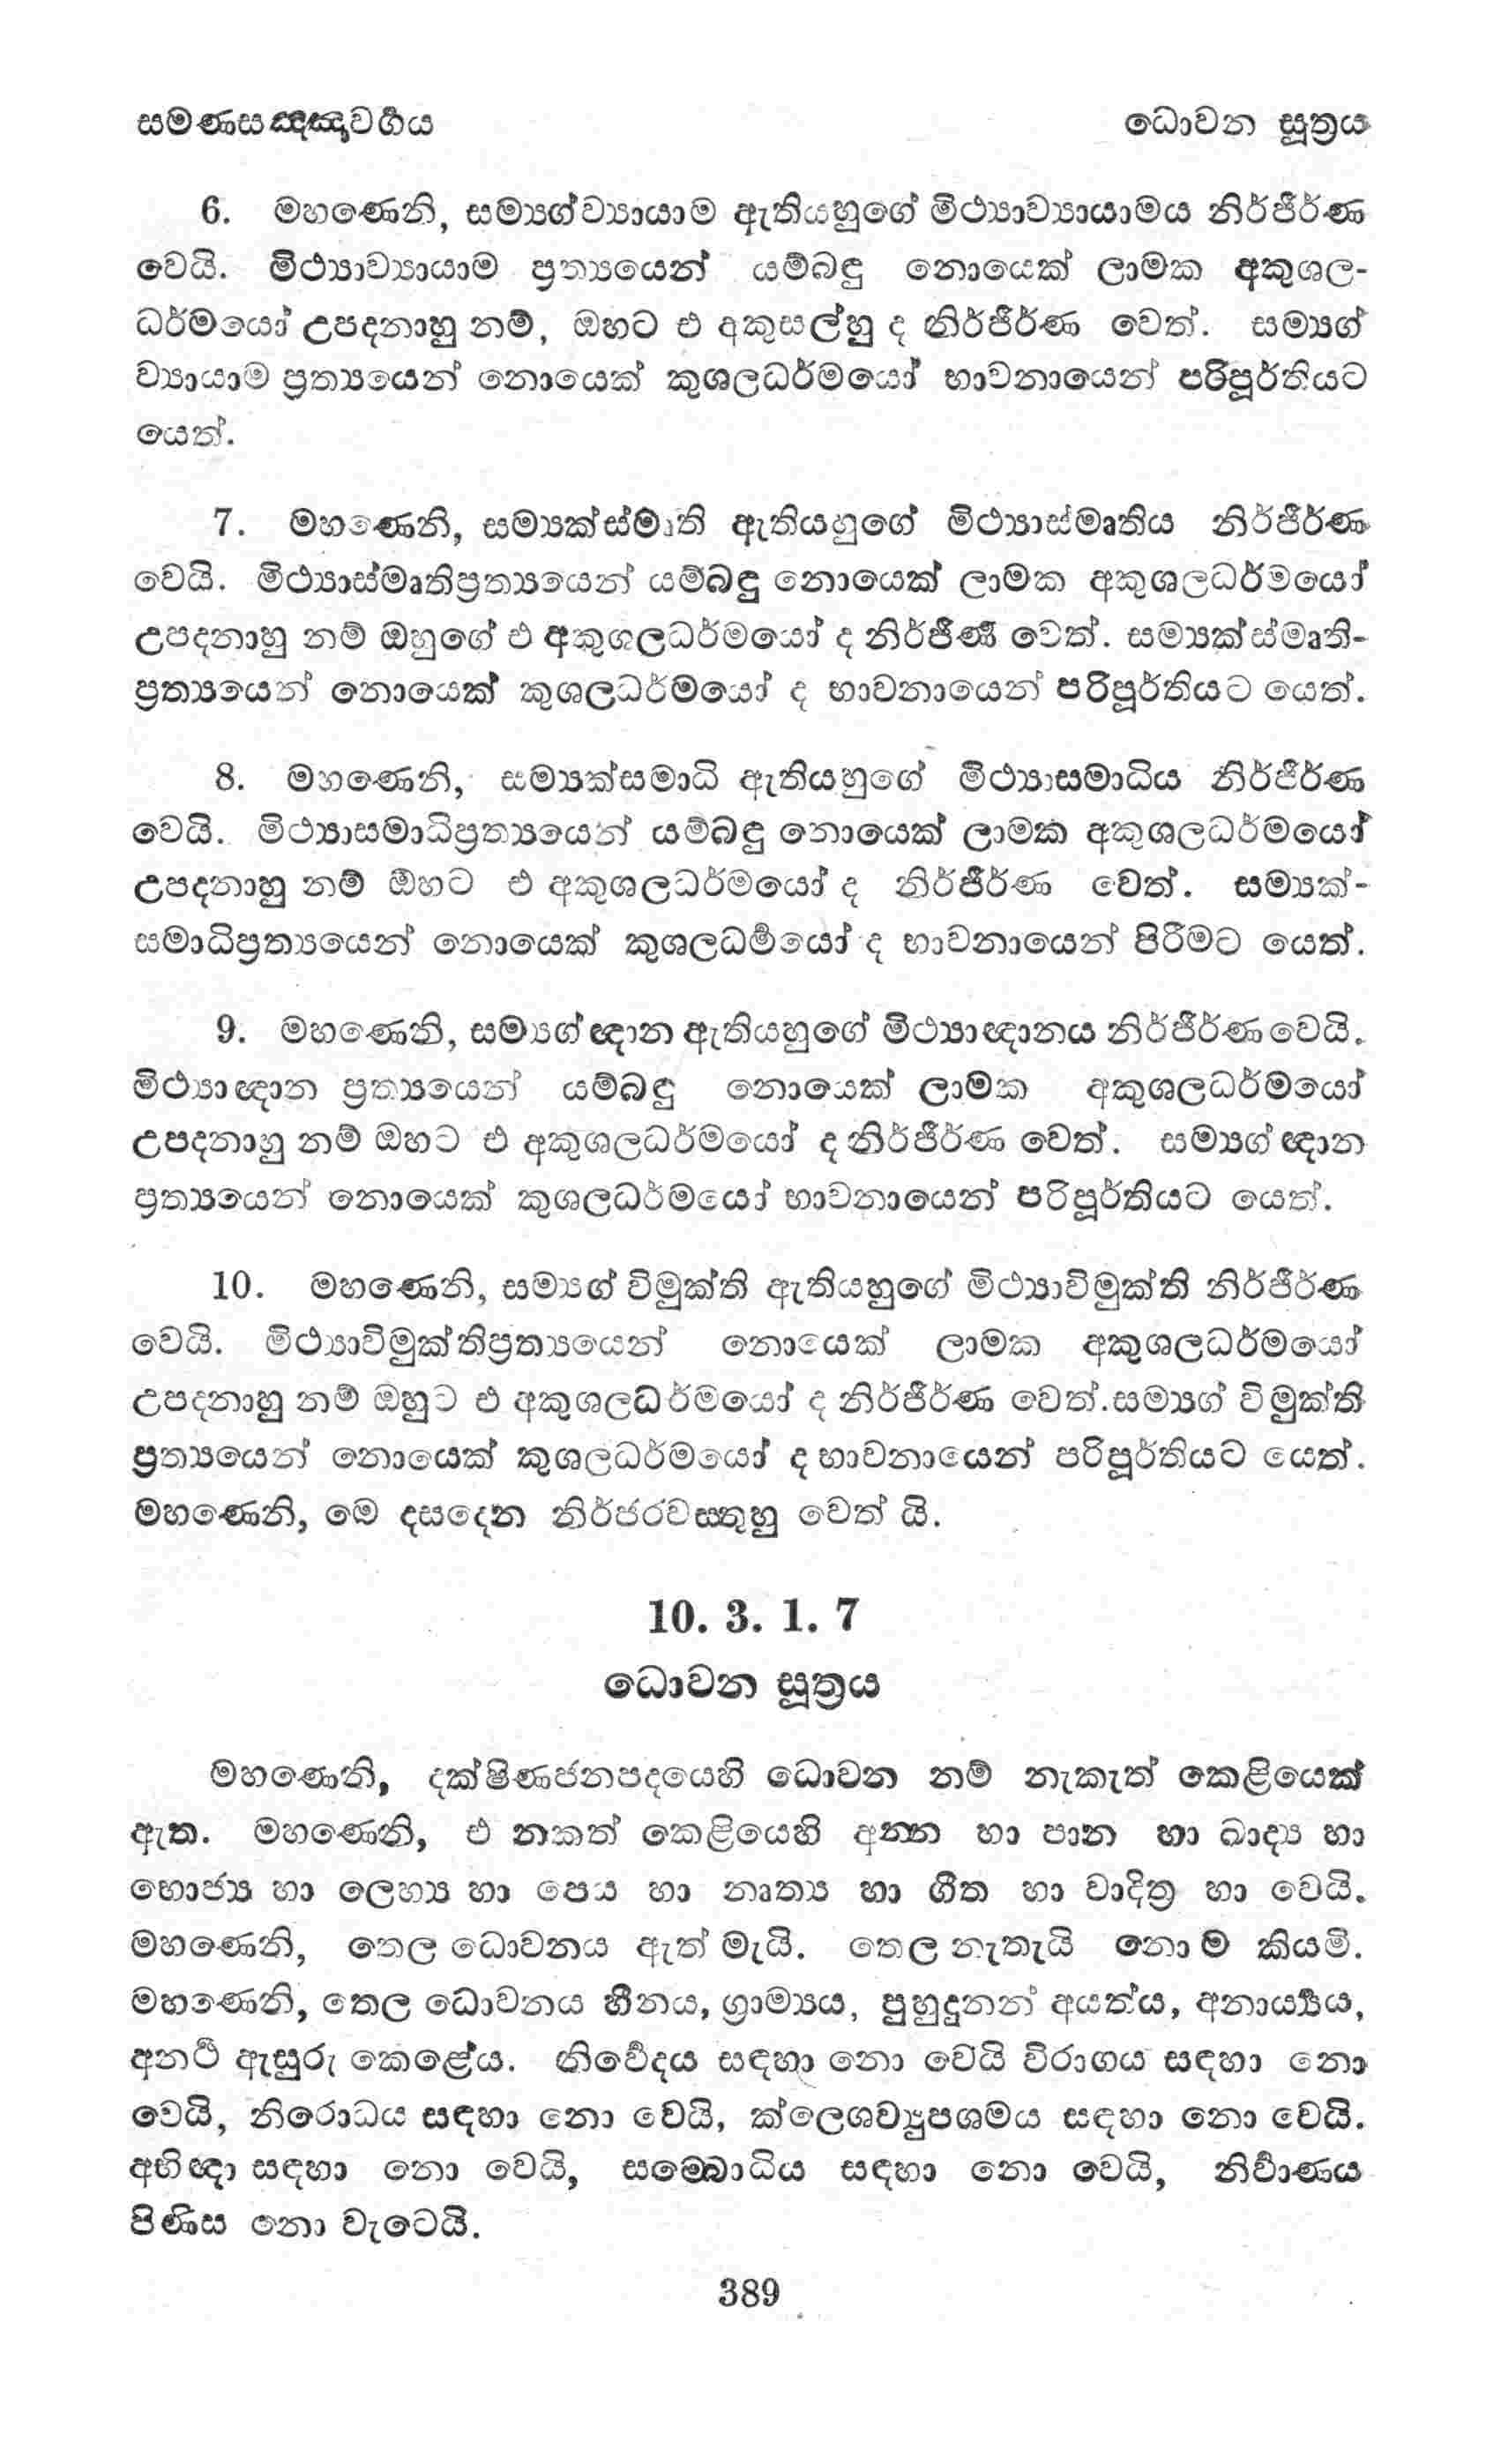 සමණසඤ්ඤාවර්‍ගය
ධොවන සූත්‍රය
6. මහණෙනි, සම්‍යග්ව්‍යායාම ඇතියහුගේ මිථ්‍යාව්‍යායාමය නිර්ජීර්ණ
වෙයි. මිථ්‍යාව්‍යායාම ප්‍රත්‍යයෙන් යම්බඳු නොයෙක් ලාමක අකුශල-
ධර්මයෝ උපදනාහු නම්, ඔහට එ අකුසල්හු ද නිර්ජීර්ණ වෙත්. සම්‍යග්
ව්‍යායාම ප්‍රත්‍යයෙන් නොයෙක් කුශලධර්මයෝ භාවනායෙන් පරිපූර්තියට
යෙත්.
7. මහණෙනි, සම්‍යක්ස්මෘති ඇතියහුගේ මිථ්‍යාස්මෘතිය නිර්ජීර්ණ
වෙයි. මිථ්‍යාස්මෘතිප්‍රත්‍යයෙන් යම්බඳු නොයෙක් ලාමක අකුශලධර්මයෝ
උපදනාහු නම් ඔහුගේ එ අකුශලධර්මයෝ ද නිර්ජීර්‍ණ වෙත්. සම්‍යක්ස්මෘති-
ප්‍රත්‍යයෙන් නොයෙක් කුශලධර්මයෝ ද භාවනායෙන් පරිපූර්තියට යෙත්.
8. මහණෙනි, සම්‍යක්සමාධි ඇතියහුගේ මිථ්‍යාසමාධිය නිර්ජීර්ණ
වෙයි. මිථ්‍යාසමාධිප්‍රත්‍යයෙන් යම්බඳු නොයෙක් ලාමක අකුශලධර්මයෝ
උපදනාහු නම් ඔහට එ අකුශලධර්මයෝ ද නිර්ජීර්ණ වෙත්. සම්‍යක්-
සමාධිප්‍රත්‍යයෙන් නොයෙක් කුශලධර්‍මයෝ ද භාවනායෙන් පිරීමට යෙත්.
9. මහණෙනි, සම්‍යග්ඥාන ඇතියහුගේ මිථ්‍යාඥානය නිර්ජීර්ණ වෙයි.
මිථ්‍යාඥාන ප්‍රත්‍යයෙන් යම්බඳු නොයෙක් ලාමක අකුශලධර්මයෝ
උපදනාහු නම් ඔහට එ අකුශලධර්මයෝ ද නිර්ජීර්ණ වෙත්. සම්‍යග්ඥාන
ප්‍රත්‍යයෙන් නොයෙක් කුශලධර්මයෝ භාවනායෙන් පරිපූර්තියට යෙත්.
10. මහණෙනි, සම්‍යග් විමුක්ති ඇතියහුගේ මිථ්‍යාවිමුක්ති නිර්ජීර්ණ
වෙයි. මිථ්‍යාවිමුක්තිප්‍රත්‍යයෙන් නොයෙක් ලාමක අකුශලධර්මයෝ
උපදනාහු නම් ඔහුට එ අකුශලධර්මයෝ ද නිර්ජීර්ණ වෙත්. සම්‍යග් විමුක්ති
ප්‍රත්‍යයෙන් නොයෙක් කුශලධර්මයෝ ද භාවනායෙන් පරිපූර්තියට යෙත්.
මහණෙනි, මෙ දසදෙන නිර්ජරවස්තුහු වෙත් යි.
10. 3. 1. 7
ධොවන සූත්‍රය
මහණෙනි, දක්ෂිණජනපදයෙහි ධොවන නම් නැකැත් කෙළියෙක්
ඇත. මහණෙනි, එ නකත් කෙළියෙහි අන්න හා පාන හා ඛාද්‍ය හා
භොජ්‍ය හා ලෙහ්‍ය හා පෙය හා නෘත්‍ය හා ගීත හා වාදිත්‍ර හා වෙයි.
මහණෙනි, තෙල ධොවනය ඇත් මැයි. තෙල නැතැයි නො ම කියමි.
මහණෙනි, තෙල ධොවනය හීනය, ග්‍රාම්‍යය, පුහුදුනන් අයත්ය, අනාර්‍ය්‍යය,
අනර්‍ථ ඇසුරු කෙළේය. නිර්‍වෙදය සඳහා නො වෙයි විරාගය සඳහා නො
වෙයි, නිරොධය සඳහා නො වෙයි, ක්ලෙශව්‍යුපශමය සඳහා නො වෙයි.
අභිඥා සඳහා නො වෙයි, සම්බොධිය සඳහා නො වෙයි, නිර්‍වාණය
පිණිස නො වැටෙයි.
389